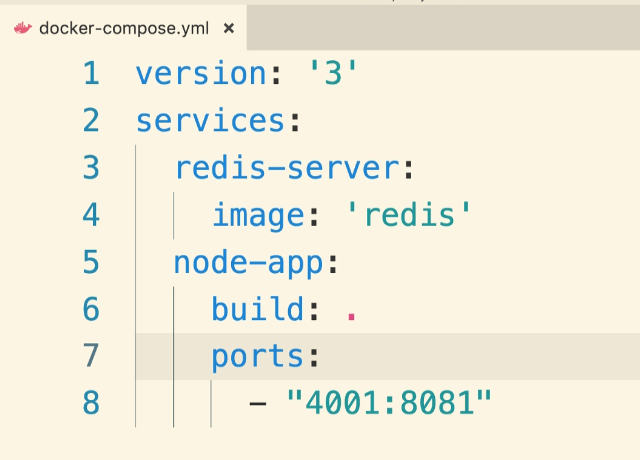 docker-compose.yml ×
1 version: '3'
2 services:
3   redis-server:
4     image: 'redis'
5   node-app:
6     build: .
7     ports:
8       - "4001:8081"